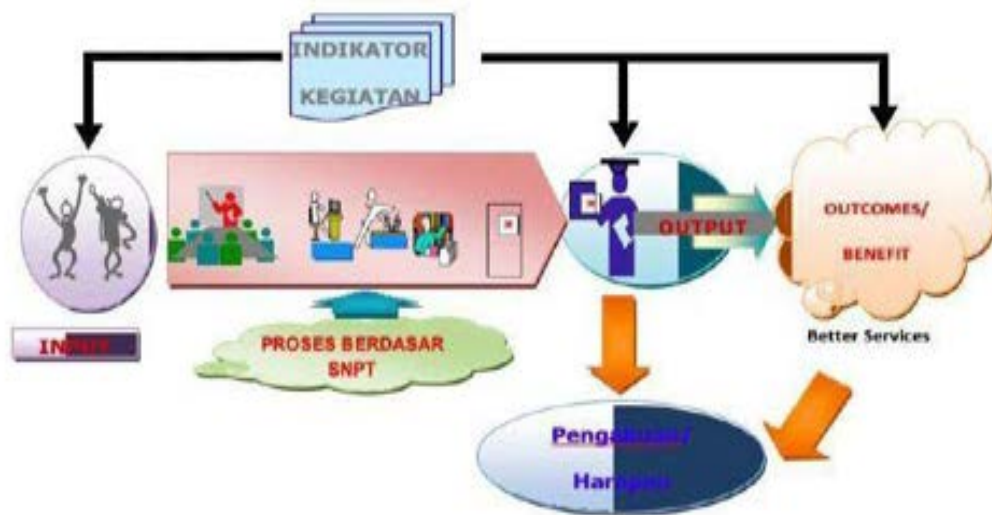 INDIKATOR
KEGIATAN
INPUT
PROSES BERDASAR
SNPT
OUTPUT
OUTCOMES/
BENEFIT
Better Services
Pengakuan/
Harapan